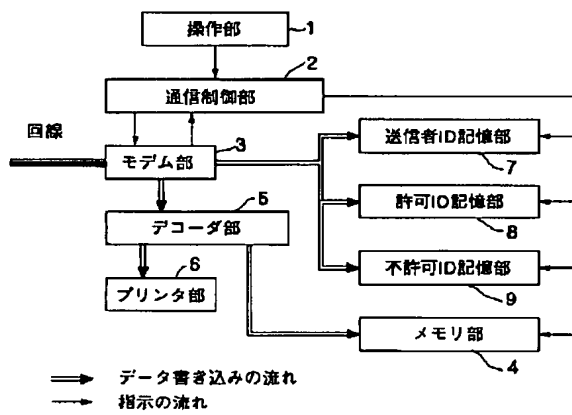 操作部
1
2
通信制御部
回線
3
モデム部
送信者ID記憶部
7
5
デコーダ部
許可ID記憶部
8
6
プリンタ部
不許可ID記憶部
9
メモリ部
4
データ書き込みの流れ
指示の流れ